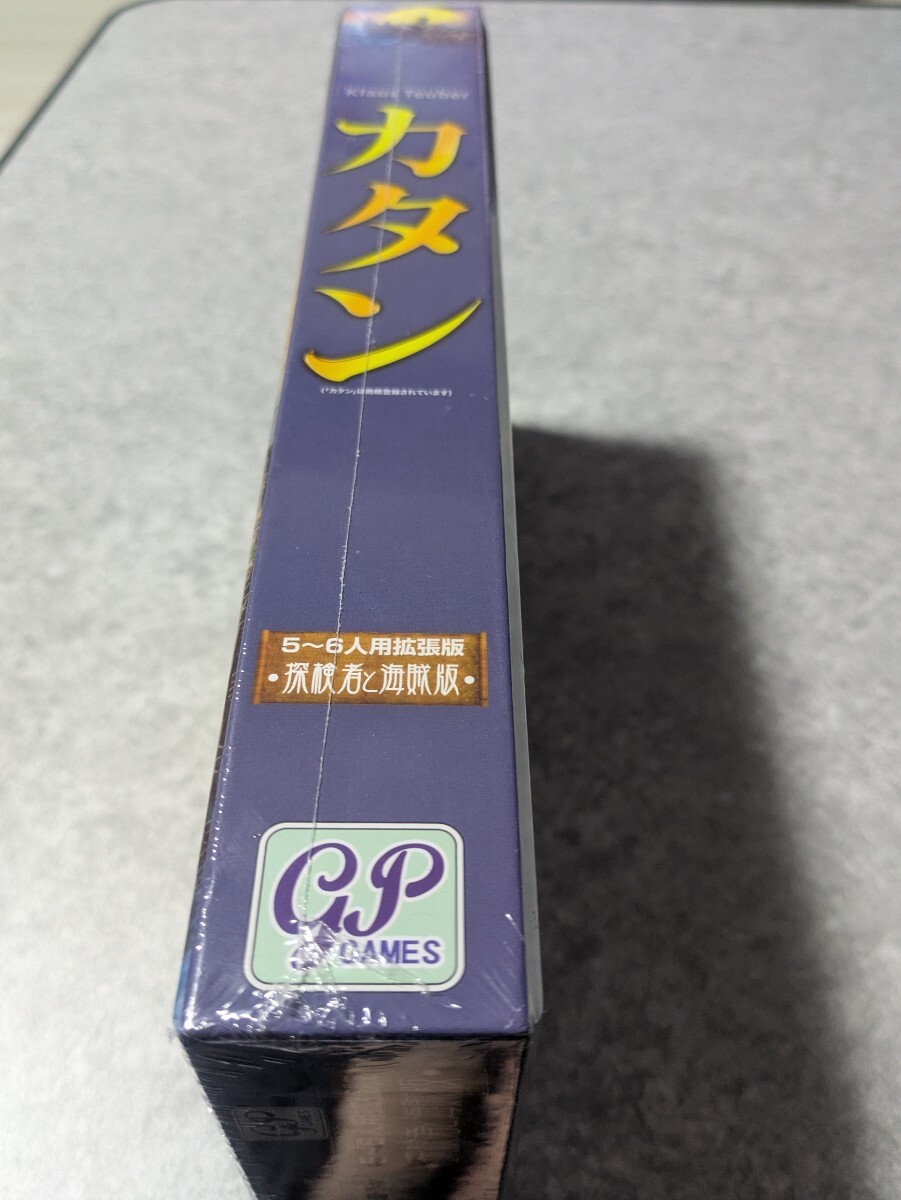 Klaus Teuber
カタン
(「カタン」は商標登録されています)
5～6人用拡張版
・探検者と海賊版・
GP
GAMES